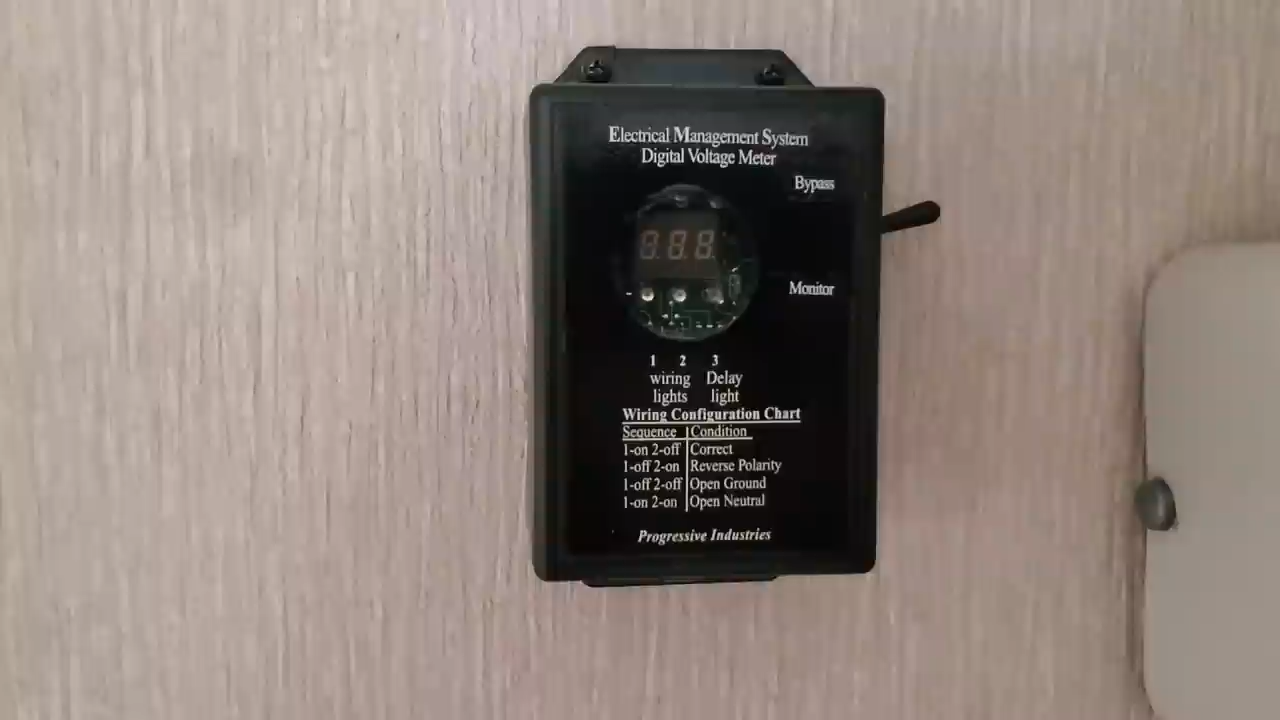 Electrical Management System
Digital Voltage Meter
Bypass
Monitor
1 2 3
wiring Delay
lights light
Wiring Configuration Chart
Sequence Condition
1-on 2-off Correct
1-off 2-on Reverse Polarity
1-off 2-off Open Ground
1-on 2-on Open Neutral
Progressive Industries